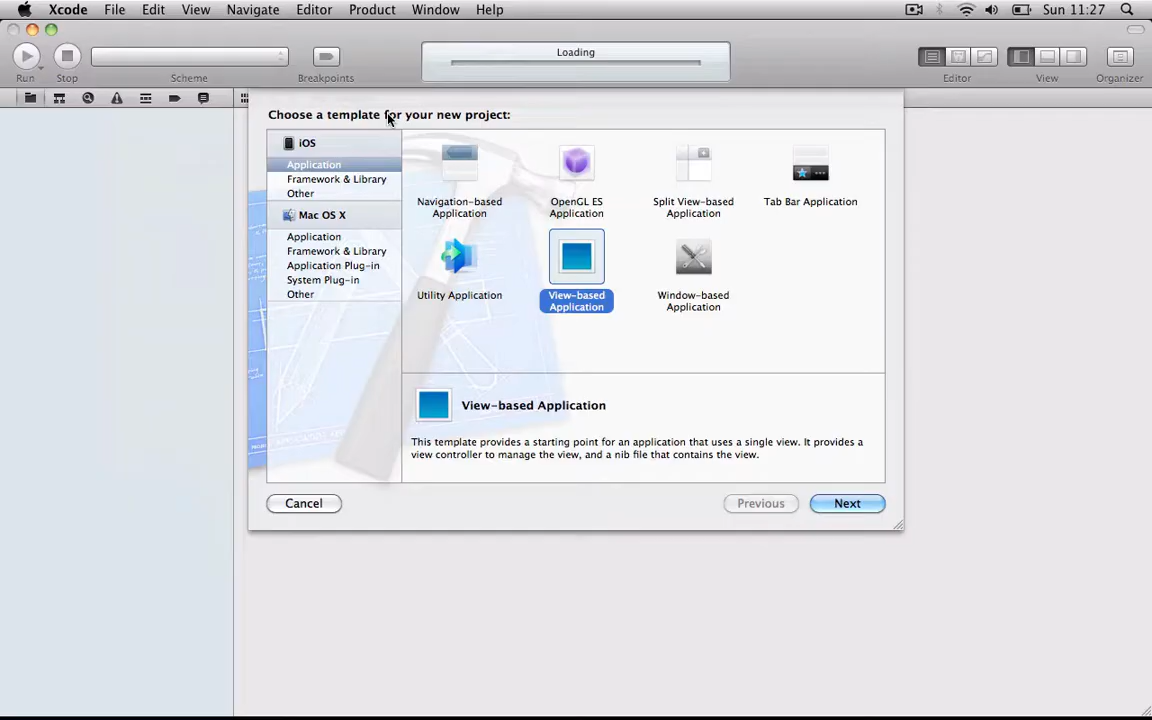 Xcode File Edit View Navigate Editor Product Window Help Sun 11:27
Loading
Run Stop Scheme Breakpoints Editor View Organizer
Choose a template for your new project:
iOS
Application
Framework & Library
Other
Mac OS X
Application
Framework & Library
Application Plug-in
System Plug-in
Other
Navigation-based
Application
OpenGL ES
Application
Split View-based
Application
Tab Bar Application
Utility Application
View-based
Application
Window-based
Application
View-based Application
This template provides a starting point for an application that uses a single view. It provides a
view controller to manage the view, and a nib file that contains the view.
Cancel Previous Next